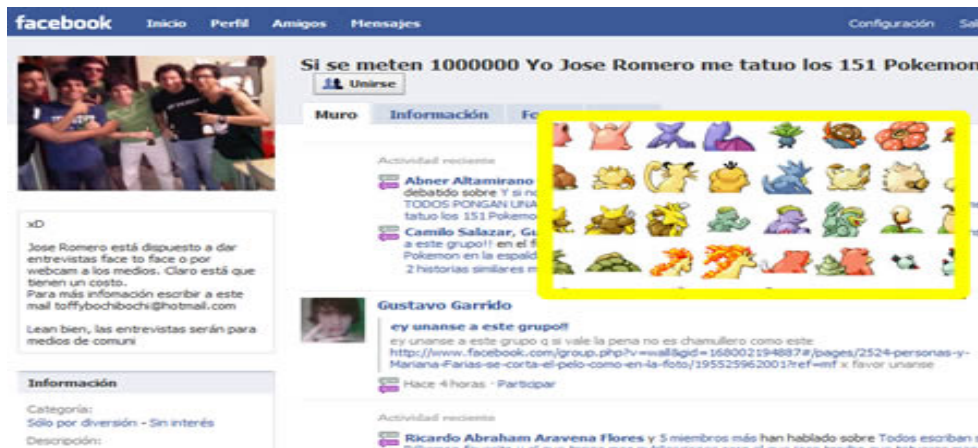 facebook Inicio Perfil Amigos Mensajes Configuración
Si se meten 1000000 Yo Jose Romero me tatuo los 151 Pokemon
Unirse
Muro Información
xD
Jose Romero está dispuesto a dar
entrevistas face to face o por
webcam a los medios. Claro está que
tienen un costo.
Para más infomación escribir a este
mail toffybochibochi@hotmail.com
Lean bien, las entrevistas serán para
medios de comuni
Información
Categoría:
Sólo por diversión - Sin interés
Descripción:
Actividad reciente
Abner Altamirano
debatido sobre Y si no
TODOS PONGAN UNA
tatuo los 151 Pokemo
Camilo Salazar, Gu
a este grupo!! en el f
Pokemon en la espald
2 historias similares m
Gustavo Garrido
ey unanse a este grupo!!
ey unanse a este grupo q si vale la pena no es chamullero como este
http://www.facebook.com/group.php?v=wall&gid=168002194887#/pages/2524-personas-y-
Mariana-Farias-se-corta-el-pelo-como-en-la-foto/195525962001?ref=mf x favor unanse
Hace 4 horas · Participar
Actividad reciente
Ricardo Abraham Aravena Flores y 5 miembros más han hablado sobre Todos escriban